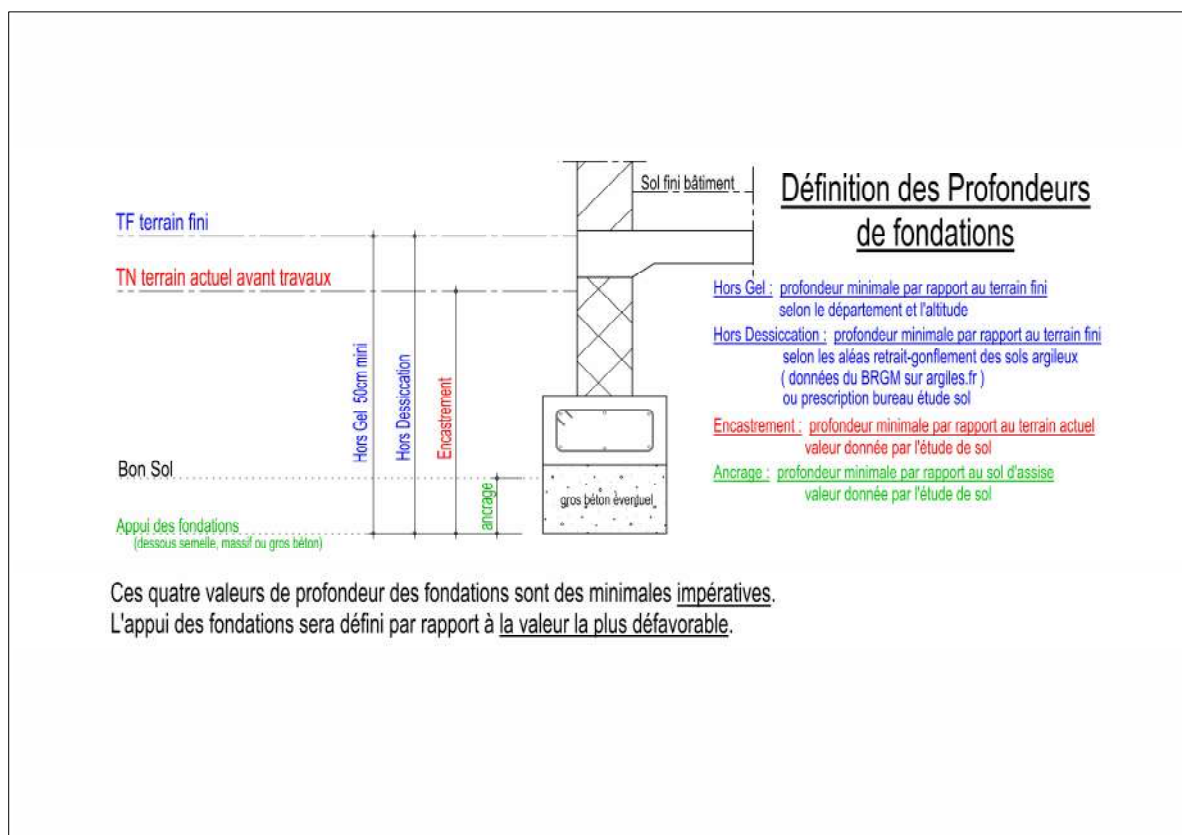 Sol fini bâtiment
Définition des Profondeurs
de fondations
TF terrain fini
TN terrain actuel avant travaux
Hors Gel : profondeur minimale par rapport au terrain fini
selon le département et l'altitude
Hors Dessiccation : profondeur minimale par rapport au terrain fini
selon les aléas retrait-gonflement des sols argileux
( données du BRGM sur argiles.fr )
ou prescription bureau étude sol
Encastrement : profondeur minimale par rapport au terrain actuel
valeur donnée par l'étude de sol
Ancrage : profondeur minimale par rapport au sol d'assise
valeur donnée par l'étude de sol
Hors Gel 50cm mini
Hors Dessiccation
Encastrement
ancrage
Bon Sol
gros béton éventuel
Appui des fondations
(dessous semelle, massif ou gros béton)
Ces quatre valeurs de profondeur des fondations sont des minimales impératives.
L'appui des fondations sera défini par rapport à la valeur la plus défavorable.